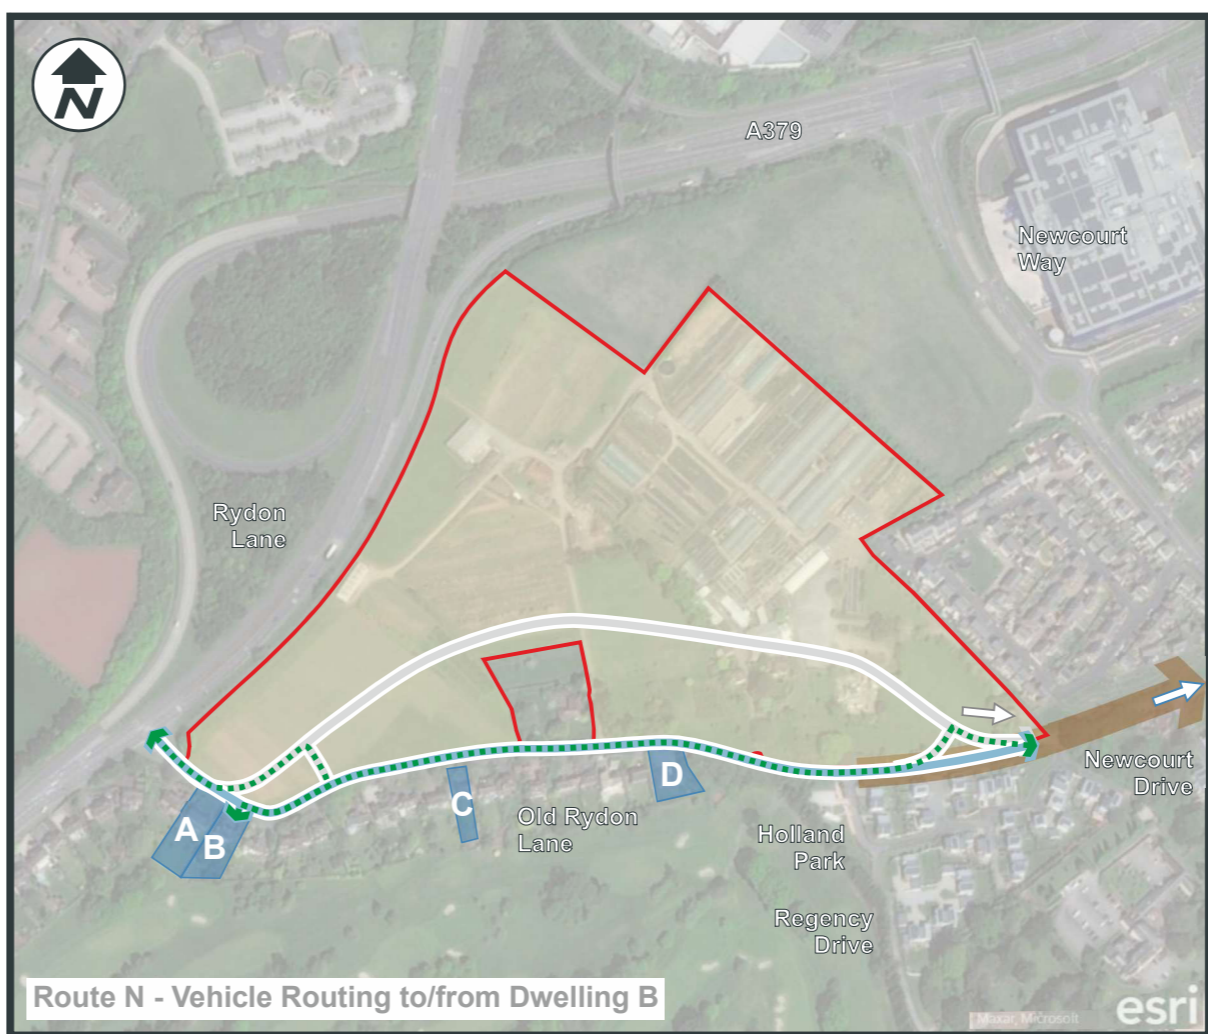 N
A379
Newcourt
Way
Rydon
Lane
Newcourt
Drive
A
B
C
D
Old Rydon
Lane
Holland
Park
Regency
Drive
Route N - Vehicle Routing to/from Dwelling B
esri
Maxar, Microsoft